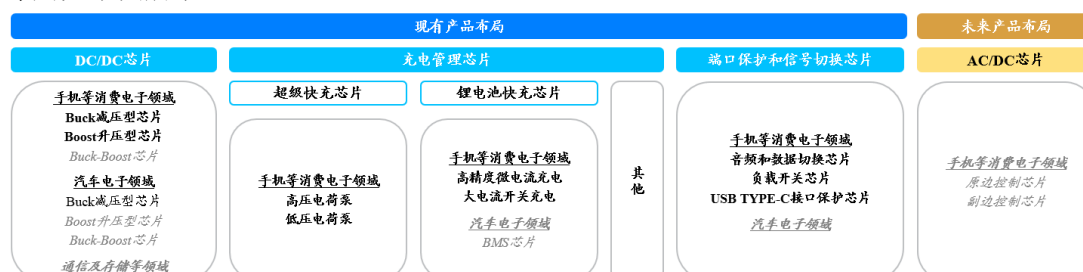 现有产品布局
未来产品布局
DC/DC芯片
充电管理芯片
端口保护和信号切换芯片
AC/DC芯片
手机等消费电子领域
Buck减压型芯片
Boost升压型芯片
Buck-Boost芯片
汽车电子领域
Buck减压型芯片
Boost升压型芯片
Buck-Boost芯片
通信及存储等领域
超级快充芯片
手机等消费电子领域
高压电荷泵
低压电荷泵
锂电池快充芯片
手机等消费电子领域
高精度微电流充电
大电流开关充电
汽车电子领域
BMS芯片
其他
手机等消费电子领域
音频和数据切换芯片
负载开关芯片
USB TYPE-C接口保护芯片
汽车电子领域
手机等消费电子领域
原边控制芯片
副边控制芯片